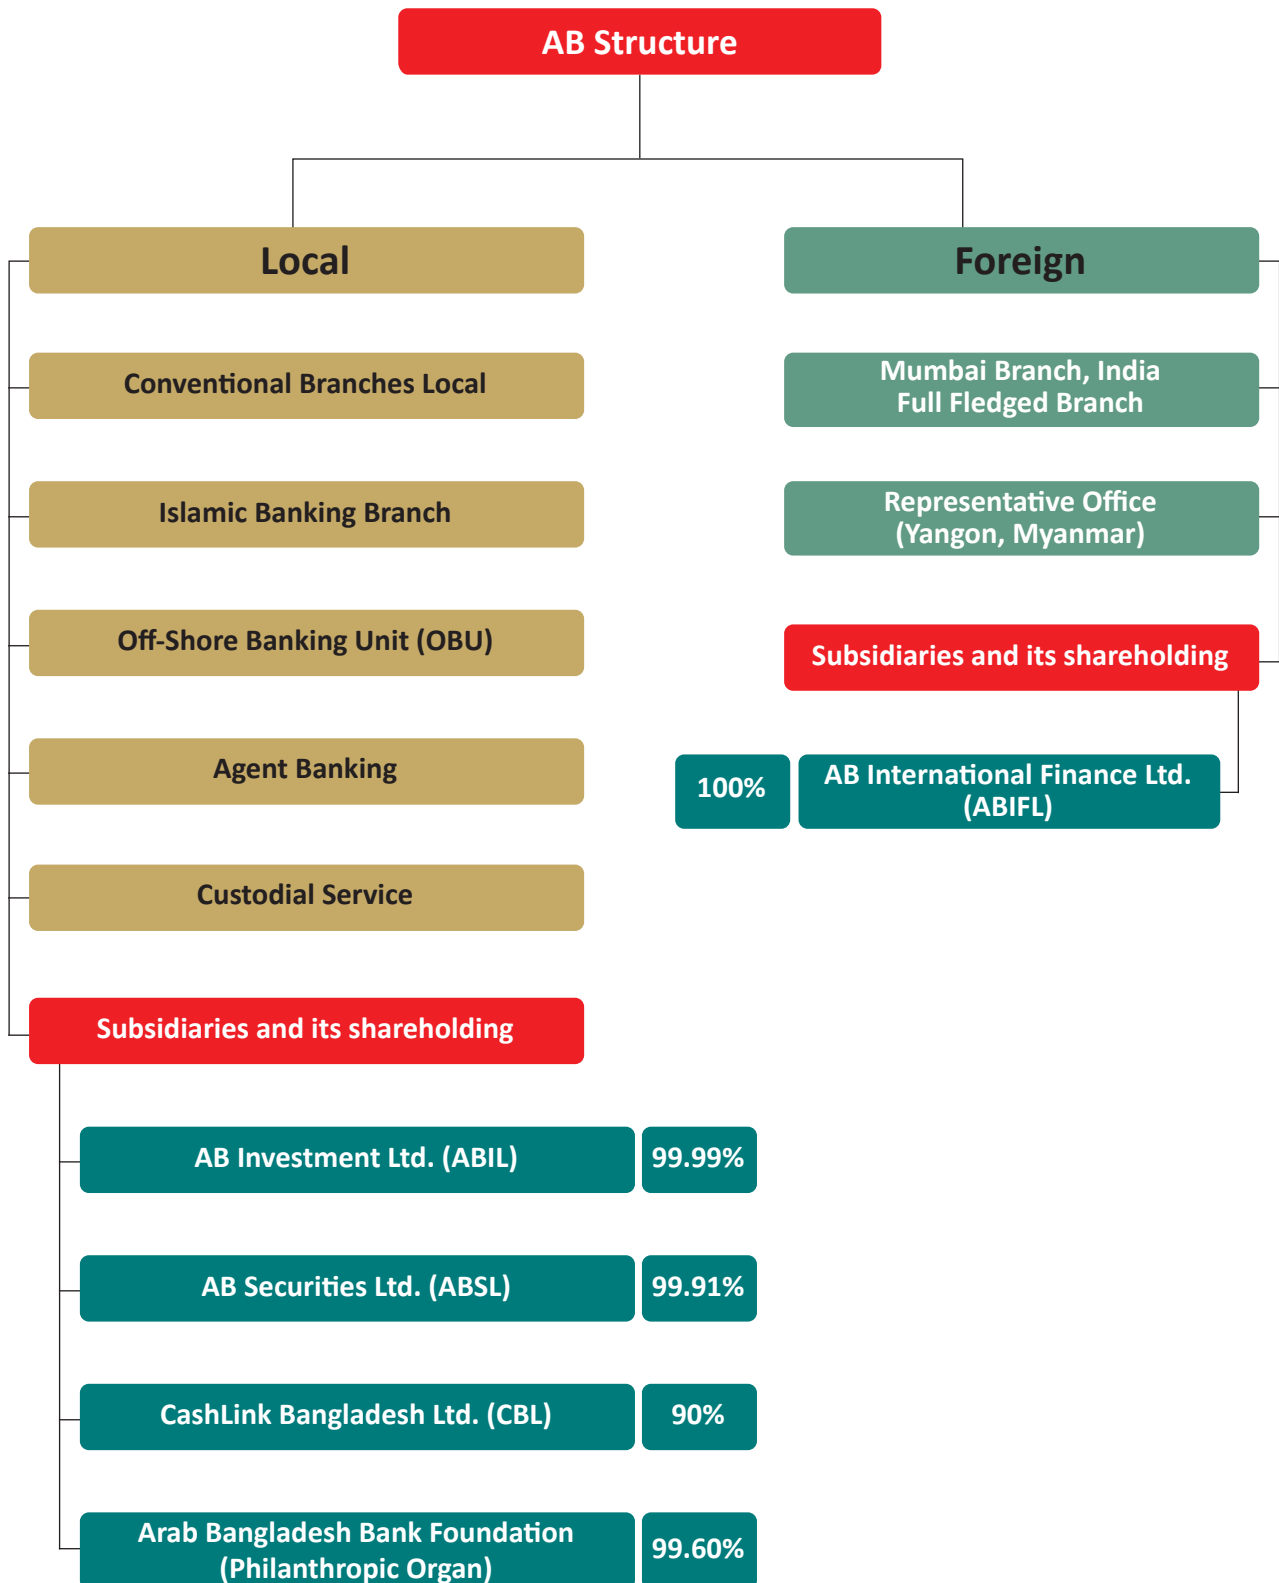 AB Structure
Local
Conventional Branches Local
Islamic Banking Branch
Off-Shore Banking Unit (OBU)
Agent Banking
Custodial Service
Subsidiaries and its shareholding
AB Investment Ltd. (ABIL) 99.99%
AB Securities Ltd. (ABSL) 99.91%
CashLink Bangladesh Ltd. (CBL) 90%
Arab Bangladesh Bank Foundation
(Philanthropic Organ)
99.60%
Foreign
Mumbai Branch, India
Full Fledged Branch
Representative Office
(Yangon, Myanmar)
Subsidiaries and its shareholding
100%
AB International Finance Ltd.
(ABIFL)